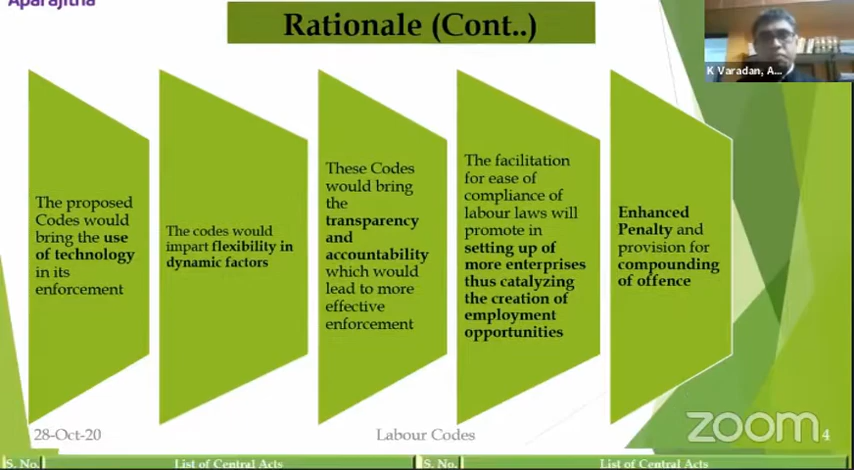 Aparajitha
Rationale (Cont..)
K Varadan, A...
The proposed
Codes would
bring the use
of technology
in its
enforcement
The codes would
impart flexibility in
dynamic factors
These Codes
would bring
the
transparency
and
accountability
which would
lead to more
effective
enforcement
The facilitation
for ease of
compliance of
labour laws will
promote in
setting up of
more enterprises
thus catalyzing
the creation of
employment
opportunities
Enhanced
Penalty and
provision for
compounding
of offence
28-Oct-20
Labour Codes
zoom
4
S. No. List of Central Acts S. No. List of Central Acts